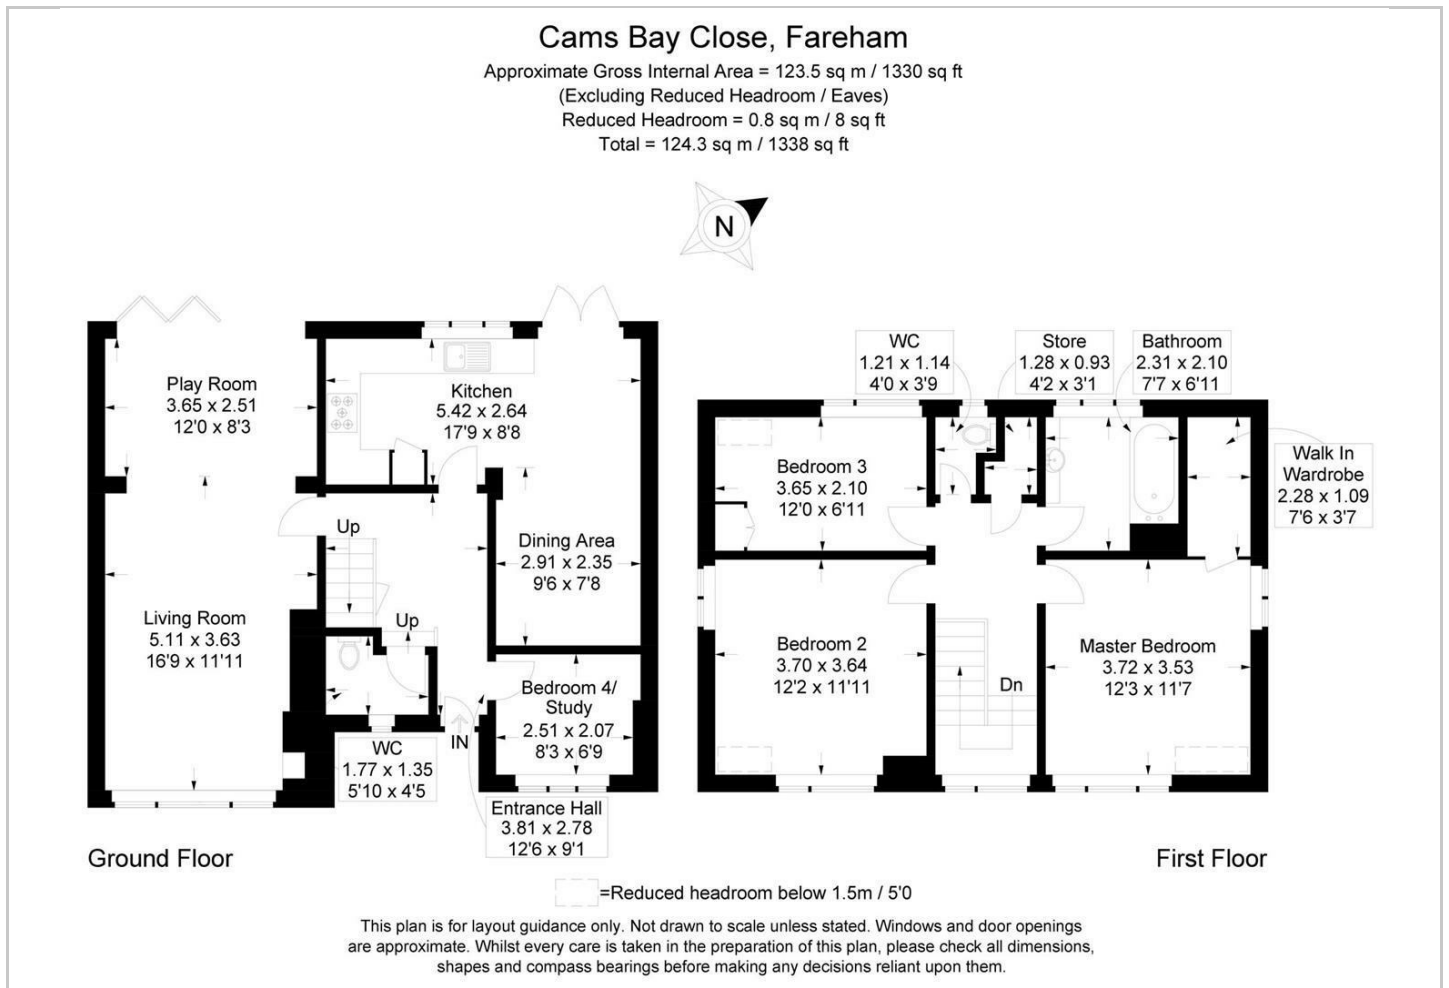 Cams Bay Close, Fareham
Approximate Gross Internal Area = 123.5 sq m / 1330 sq ft
(Excluding Reduced Headroom / Eaves)
Reduced Headroom = 0.8 sq m / 8 sq ft
Total = 124.3 sq m / 1338 sq ft
N
Play Room
3.65 x 2.51
12'0 x 8'3
Kitchen
5.42 x 2.64
17'9 x 8'8
Up
Dining Area
2.91 x 2.35
9'6 x 7'8
Living Room
5.11 x 3.63
16'9 x 11'11
Up
Bedroom 4/
Study
2.51 x 2.07
8'3 x 6'9
IN
WC
1.77 x 1.35
5'10 x 4'5
Entrance Hall
3.81 x 2.78
12'6 x 9'1
Ground Floor
WC
1.21 x 1.14
4'0 x 3'9
Store
1.28 x 0.93
4'2 x 3'1
Bathroom
2.31 x 2.10
7'7 x 6'11
Walk In
Wardrobe
2.28 x 1.09
7'6 x 3'7
Bedroom 3
3.65 x 2.10
12'0 x 6'11
Bedroom 2
3.70 x 3.64
12'2 x 11'11
Dn
Master Bedroom
3.72 x 3.53
12'3 x 11'7
First Floor
=Reduced headroom below 1.5m / 5'0
This plan is for layout guidance only. Not drawn to scale unless stated. Windows and door openings
are approximate. Whilst every care is taken in the preparation of this plan, please check all dimensions,
shapes and compass bearings before making any decisions reliant upon them.